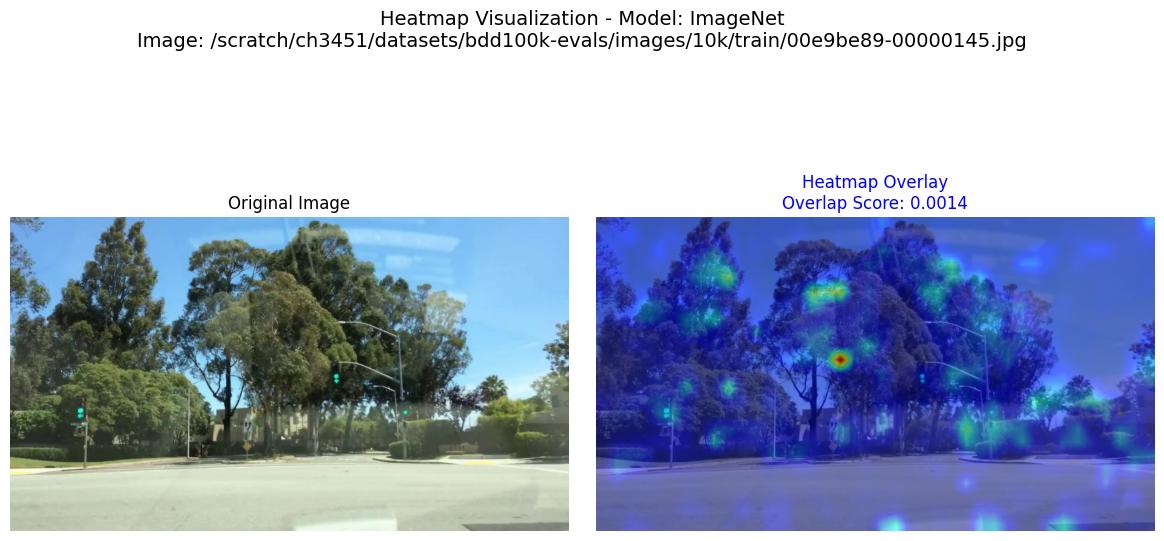 Heatmap Visualization - Model: ImageNet
Image: /scratch/ch3451/datasets/bdd100k-evals/images/10k/train/00e9be89-00000145.jpg
Original Image
Heatmap Overlay
Overlap Score: 0.0014